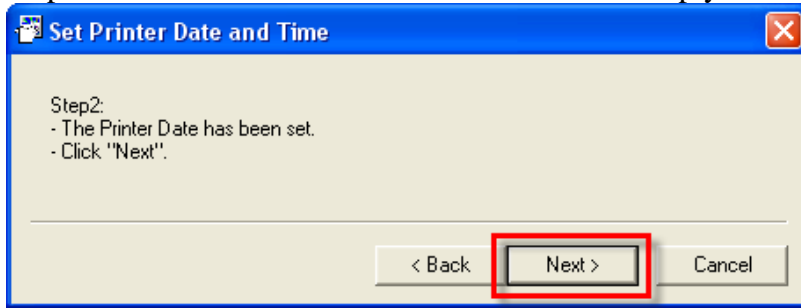 Set Printer Date and Time
Step2:
- The Printer Date has been set.
- Click "Next".
< Back Next > Cancel